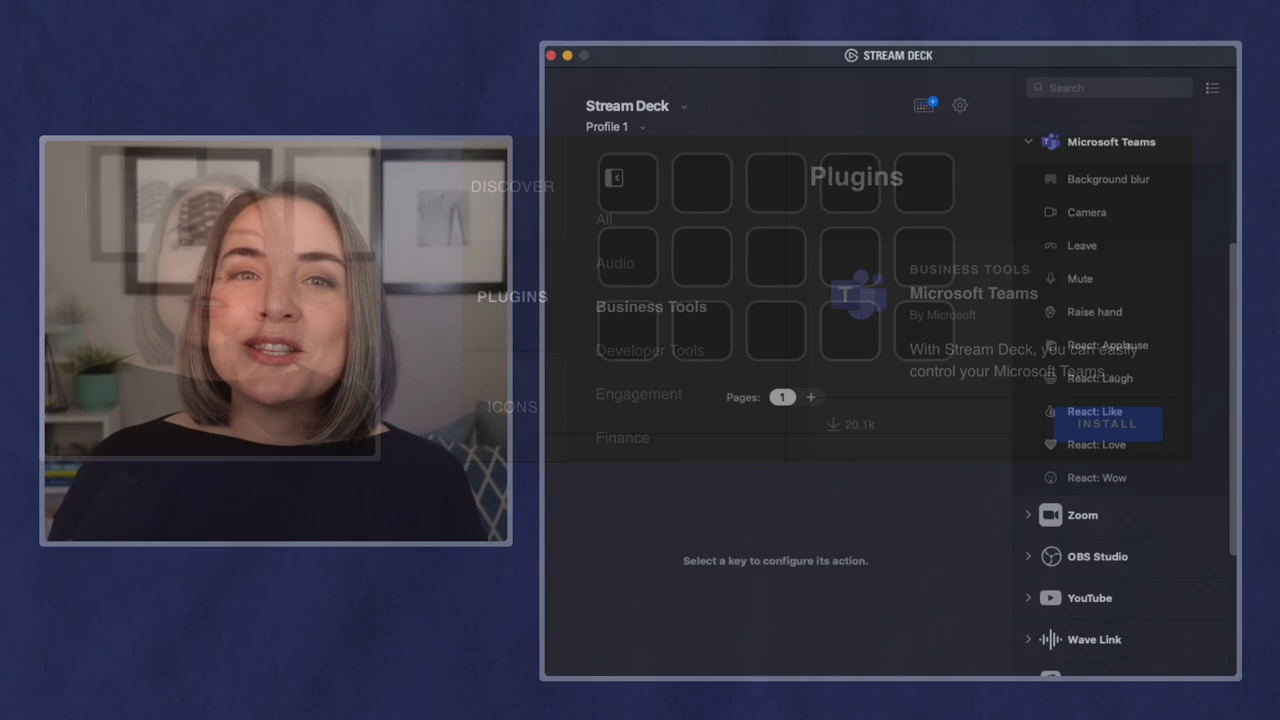 STREAM DECK
Search
Stream Deck
Profile 1
Microsoft Teams
Background blur
Camera
Leave
Mute
Raise hand
React: Applause
React: Laugh
React: Like
React: Love
React: Wow
Zoom
OBS Studio
YouTube
Wave Link
Pages: 1 +
Select a key to configure its action.
DISCOVER
PLUGINS
ICONS
All
Audio
Business Tools
Developer Tools
Engagement
Finance
Plugins
BUSINESS TOOLS
Microsoft Teams
By Microsoft
With Stream Deck, you can easily
control your Microsoft Teams...
20.1k
INSTALL
T
T